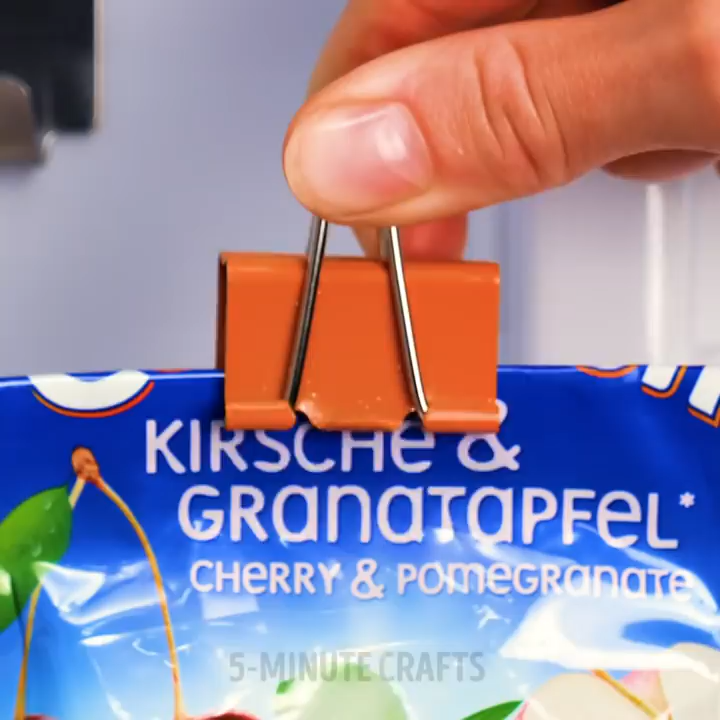 KIRSCHE &
GRANATAPFEL*
CHERRY & POMEGRANATE
5-MINUTE CRAFTS